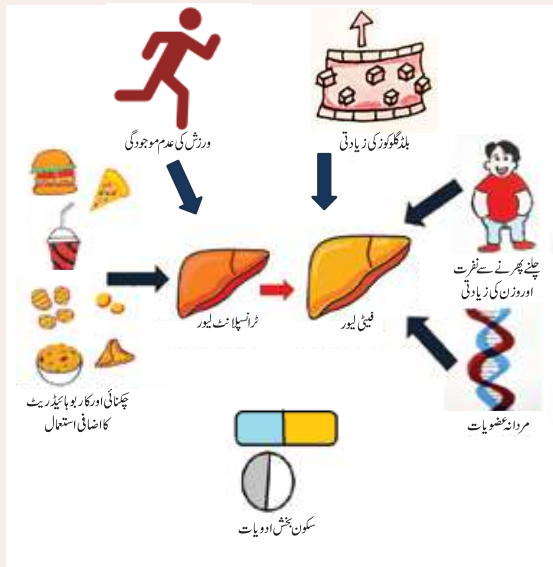 ورزش کی عدم موجودگی
بلڈ گلوکوز کی زیادتی
چلنے پھرنے سے نفرت
اور وزن کی زیادتی
ٹرانسپلانٹ لیور
فیٹی لیور
چکنائی اور کاربوہائیڈریٹ
کا اضافی استعمال
مردانہ عضویات
سکون بخش ادویات